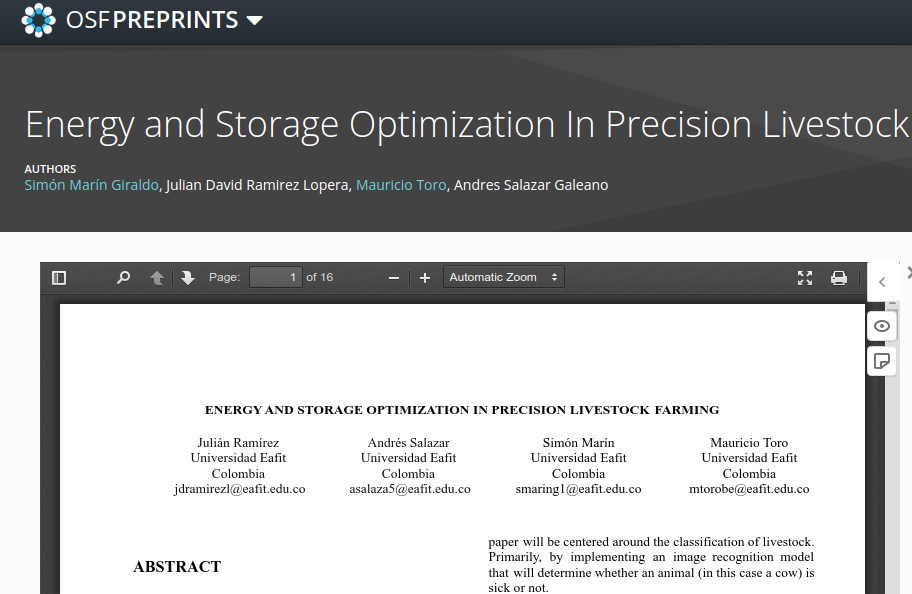 OSFPREPRINTS
Energy and Storage Optimization In Precision Livestock
AUTHORS
Simón Marín Giraldo, Julian David Ramirez Lopera, Mauricio Toro, Andres Salazar Galeano
Page: 1 of 16
Automatic Zoom
ENERGY AND STORAGE OPTIMIZATION IN PRECISION LIVESTOCK FARMING
Julián Ramírez Andrés Salazar Simón Marín Mauricio Toro
Universidad Eafit Universidad Eafit Universidad Eafit Universidad Eafit
Colombia Colombia Colombia Colombia
jdramirezl@eafit.edu.co asalaza5@eafit.edu.co smaring1@eafit.edu.co mtorobe@eafit.edu.co
ABSTRACT
paper will be centered around the classification of livestock.
Primarily, by implementing an image recognition model
that will determine whether an animal (in this case a cow) is
sick or not.